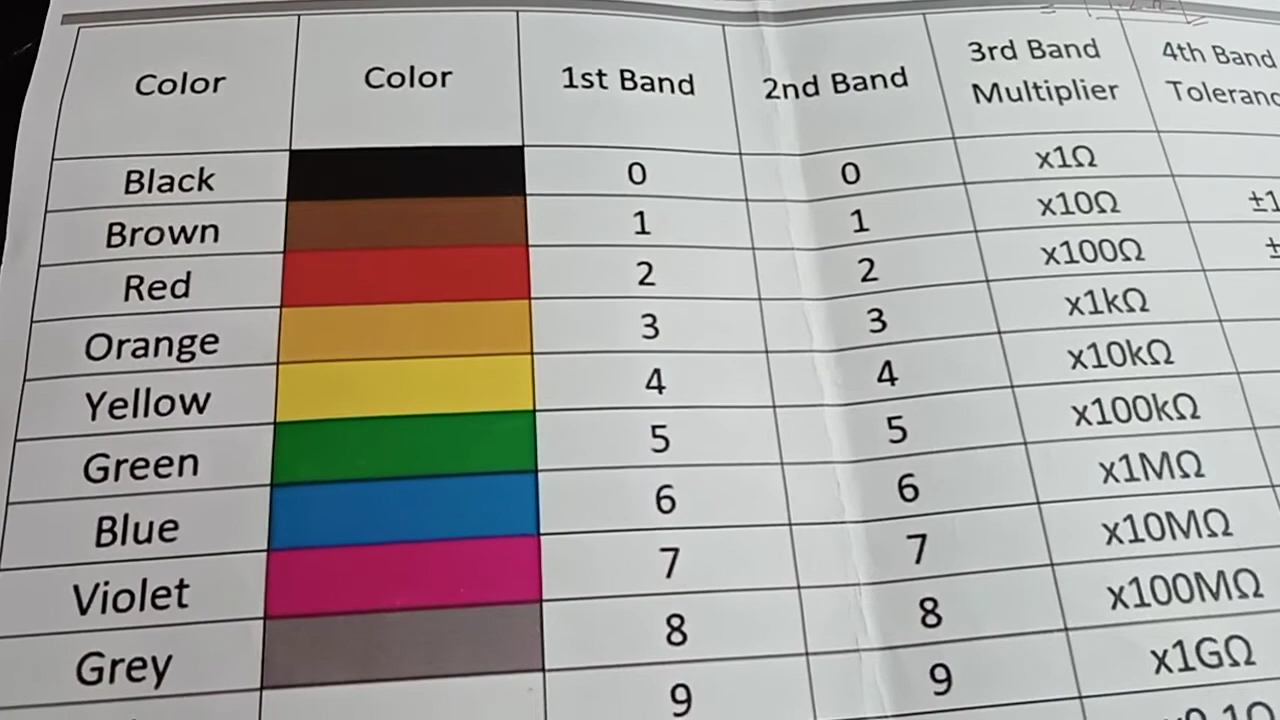 Color Color 1st Band 2nd Band 3rd Band Multiplier 4th Band
Black 0 0 x1Ω
Brown 1 1 x10Ω ±1
Red 2 2 x100Ω ±
Orange 3 3 x1kΩ
Yellow 4 4 x10kΩ
Green 5 5 x100kΩ
Blue 6 6 x1MΩ
Violet 7 7 x10MΩ
Grey 8 8 x100MΩ
9 9 x1GΩ